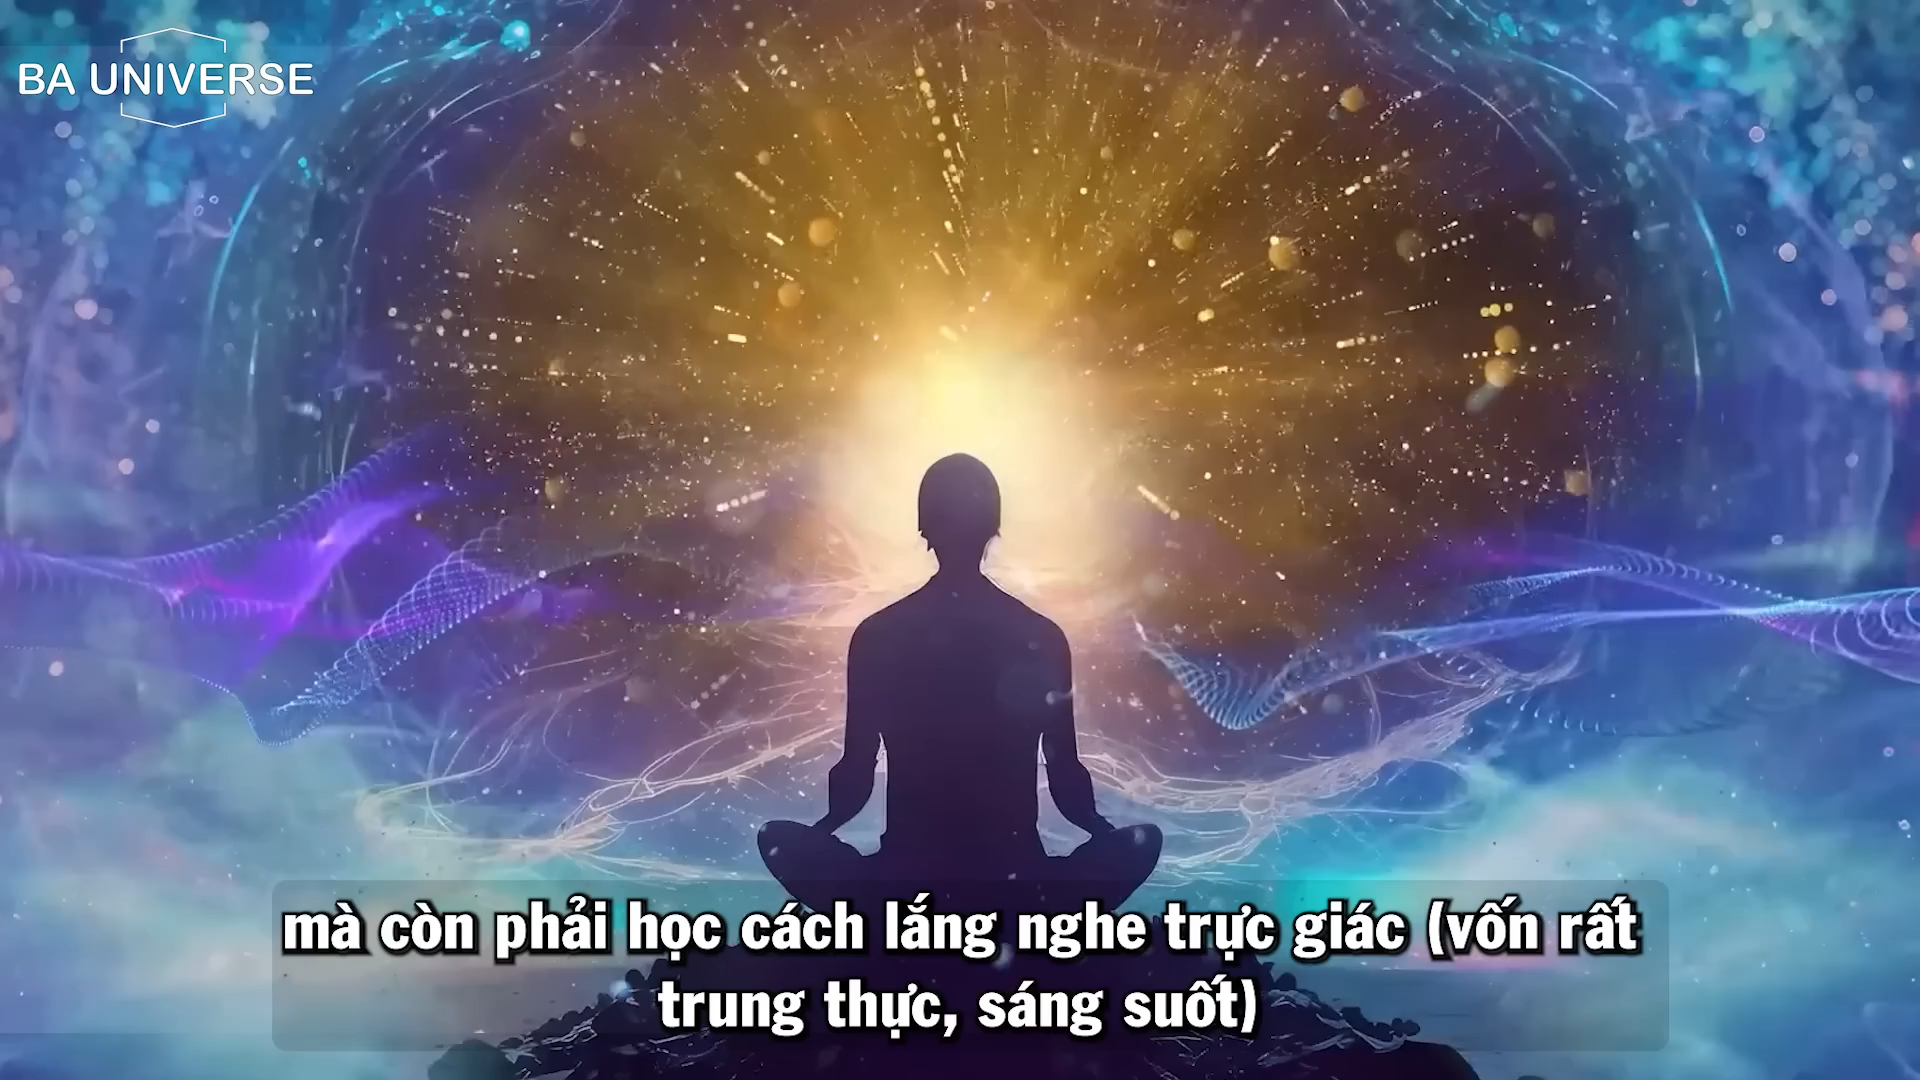 BA UNIVERSE
mà còn phải học cách lắng nghe trực giác (vốn rất
trung thực, sáng suốt)